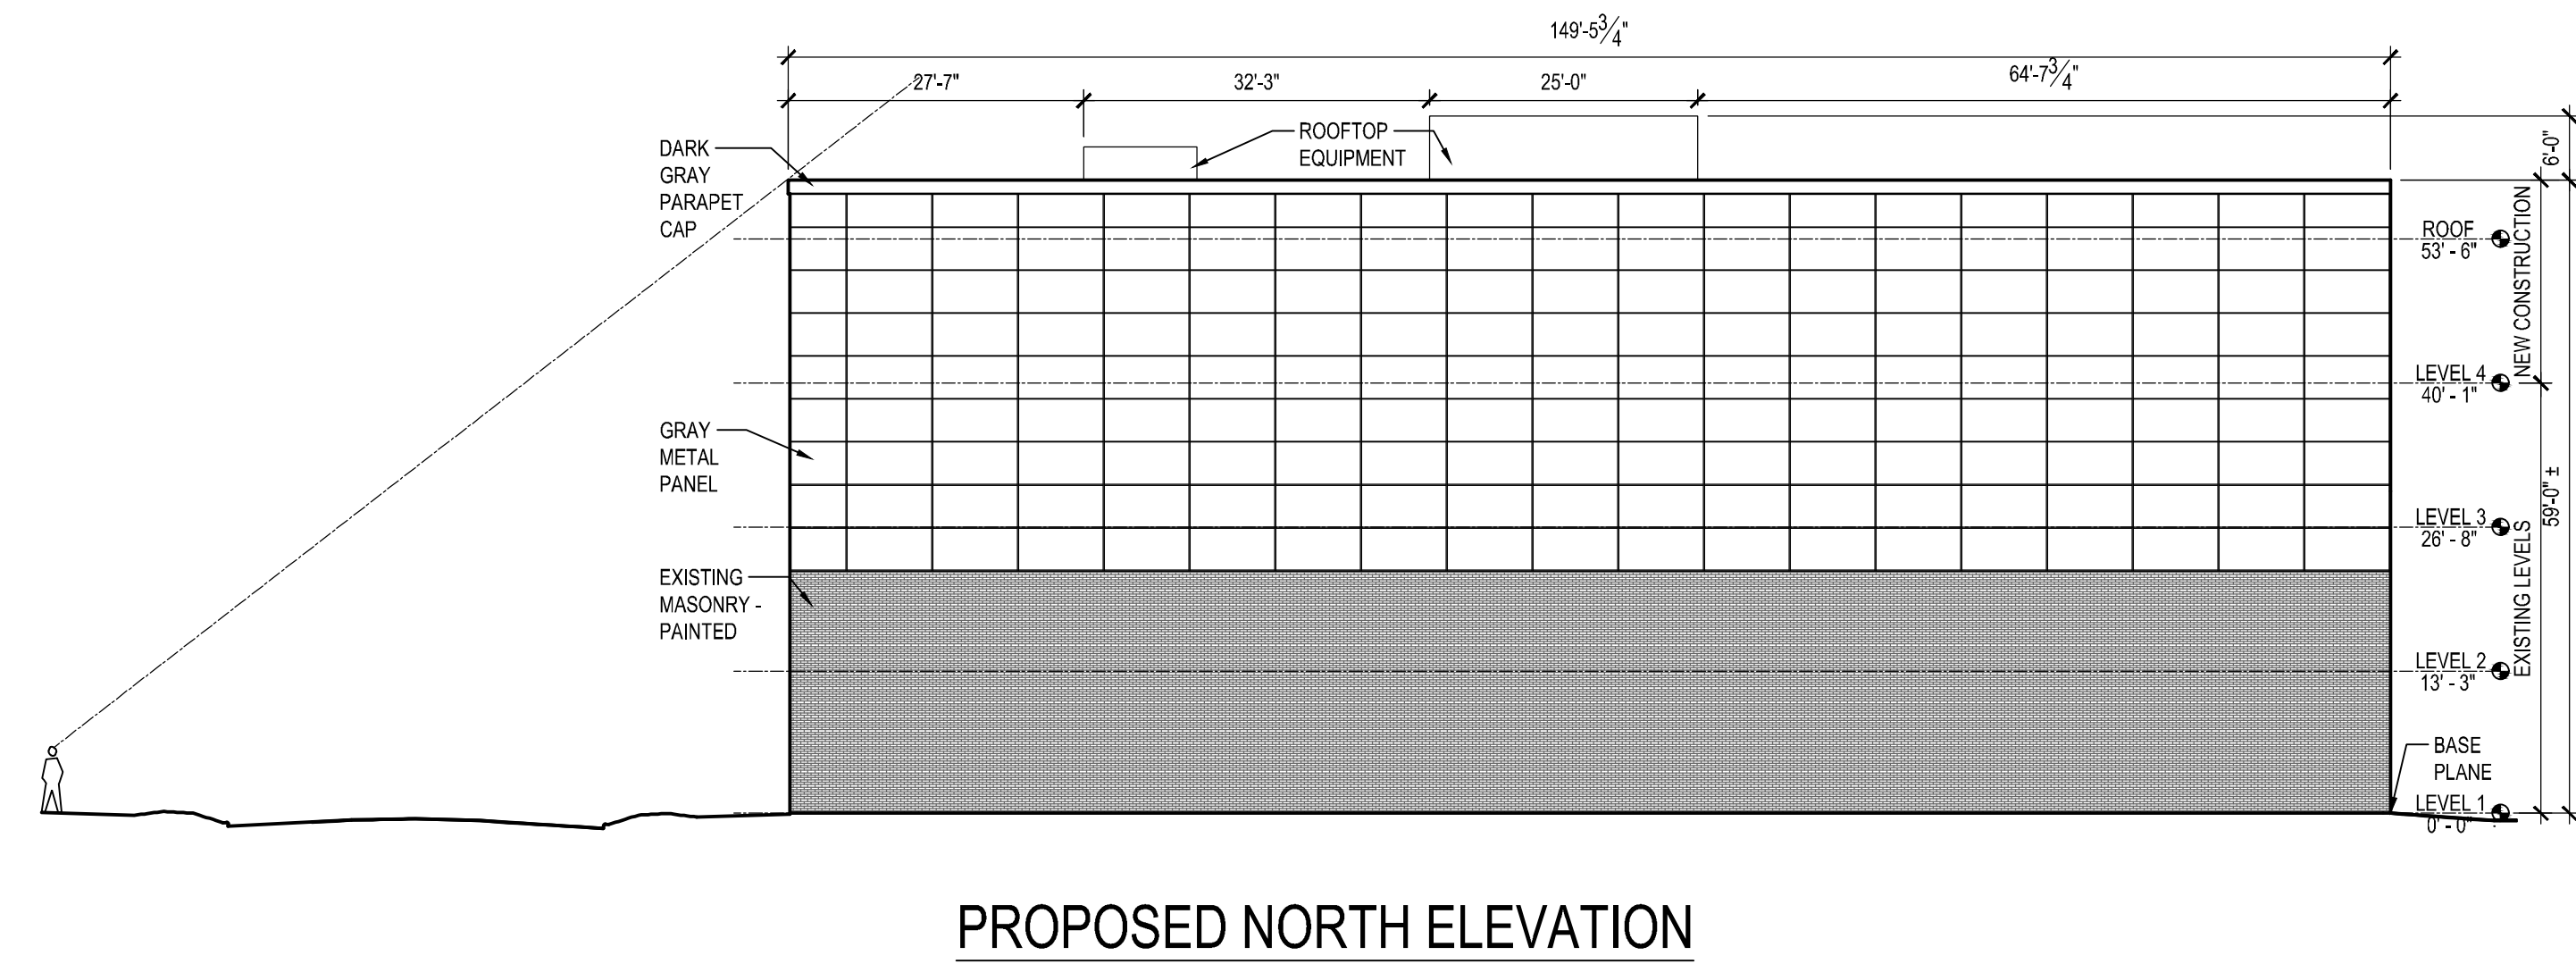 149'-5 3/4"
27'-7"
32'-3"
25'-0"
64'-7 3/4"
6'-0"
DARK
GRAY
PARAPET
CAP
ROOFTOP
EQUIPMENT
NEW CONSTRUCTION
ROOF
53' - 6"
LEVEL 4
40' - 1"
GRAY
METAL
PANEL
59'-0" ±
LEVEL 3
26' - 8"
EXISTING LEVELS
EXISTING
MASONRY -
PAINTED
LEVEL 2
13' - 3"
BASE
PLANE
LEVEL 1
0' - 0"
PROPOSED NORTH ELEVATION